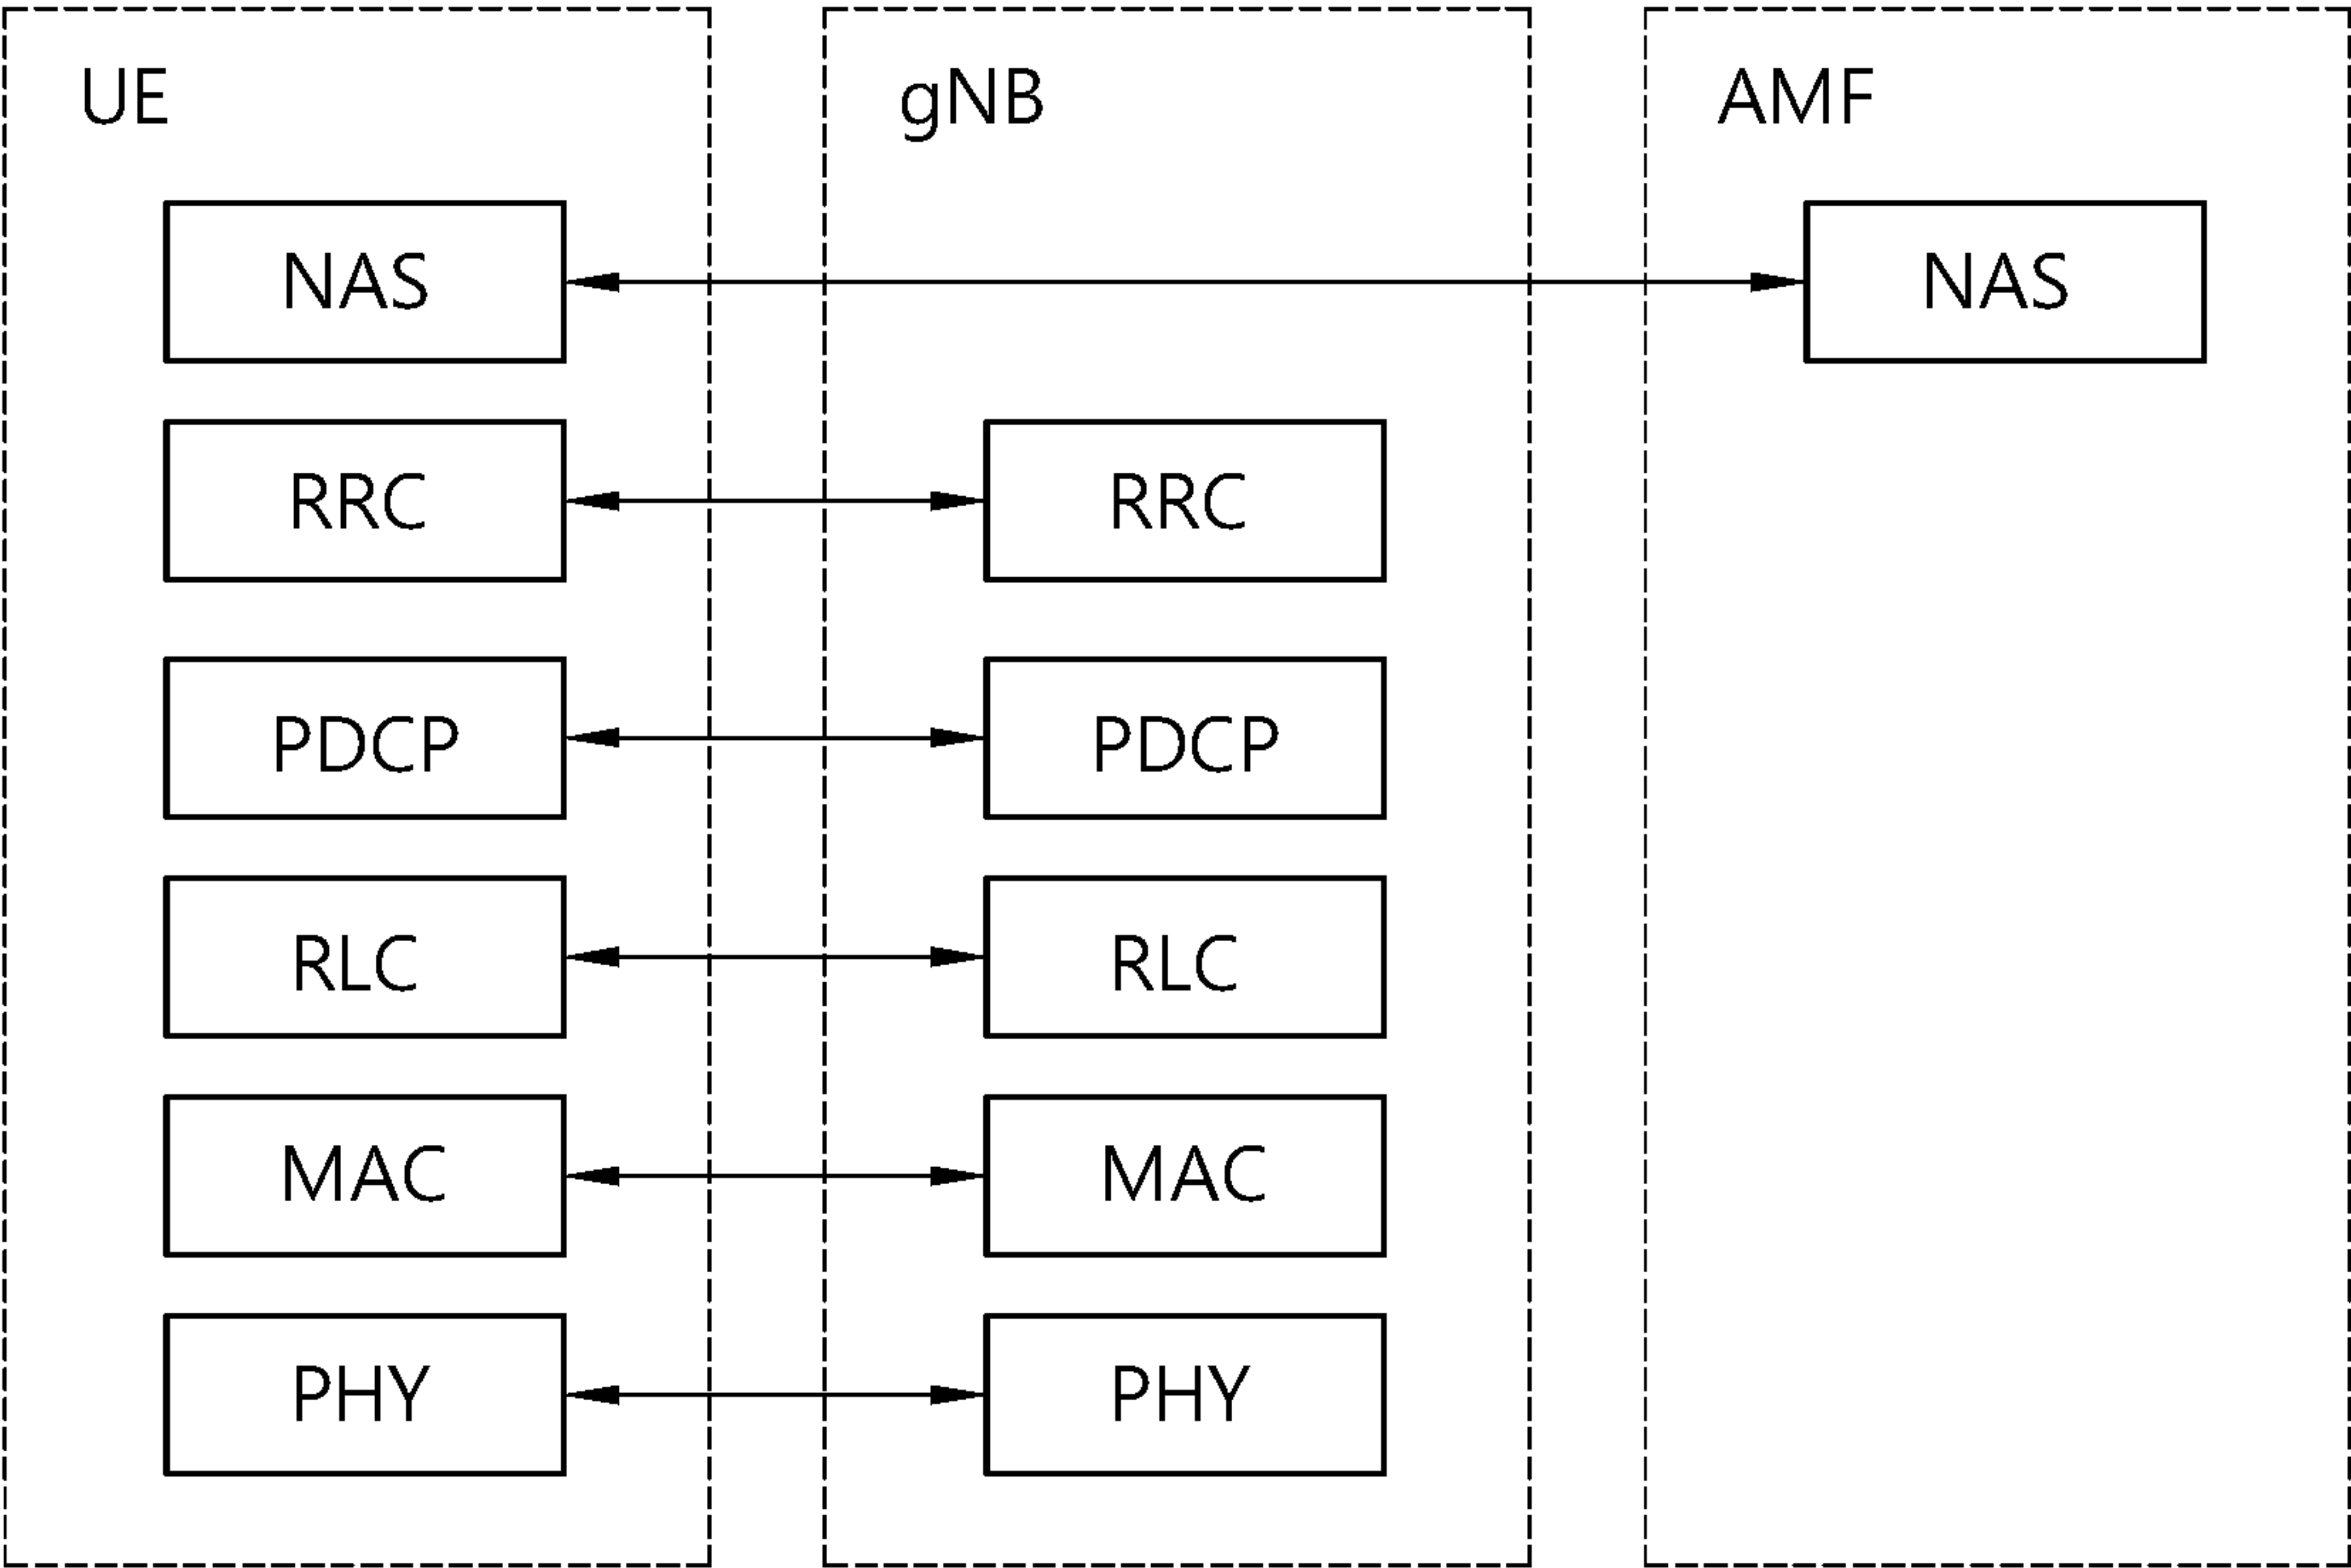 UE
gNB
AMF
NAS
NAS
RRC
RRC
PDCP
PDCP
RLC
RLC
MAC
MAC
PHY
PHY